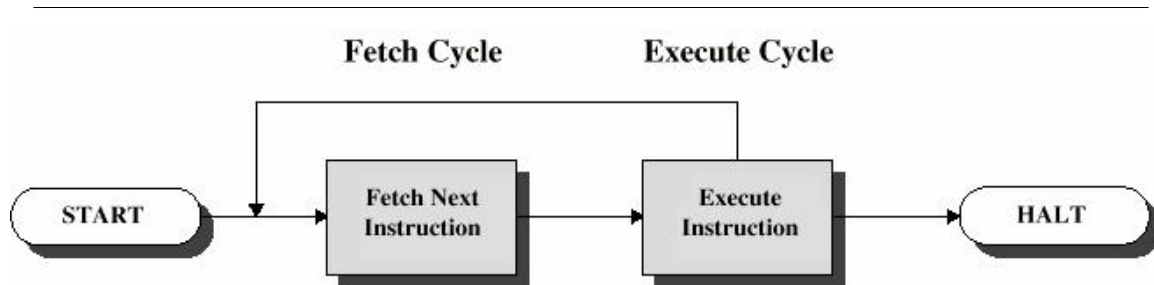 Fetch Cycle
Execute Cycle
START
Fetch Next
Instruction
Execute
Instruction
HALT